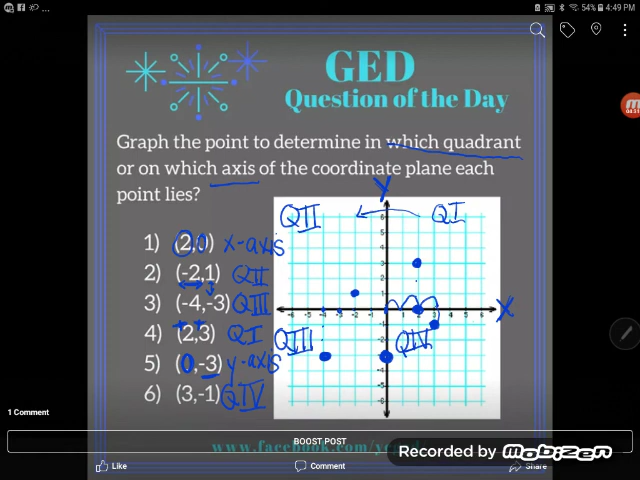 54% 4:49 PM
GED
Question of the Day
Graph the point to determine in which quadrant
or on which axis of the coordinate plane each
point lies?
Y
QII QI
1) (2,0) x-axis
2) (-2,1) QII
3) (-4,-3) QIII
4) (2,3) QI
5) (0,-3) y-axis
6) (3,-1) QIV
X
QIII QIV
1 Comment
BOOST POST
Recorded by Mobizen
Like Comment Share